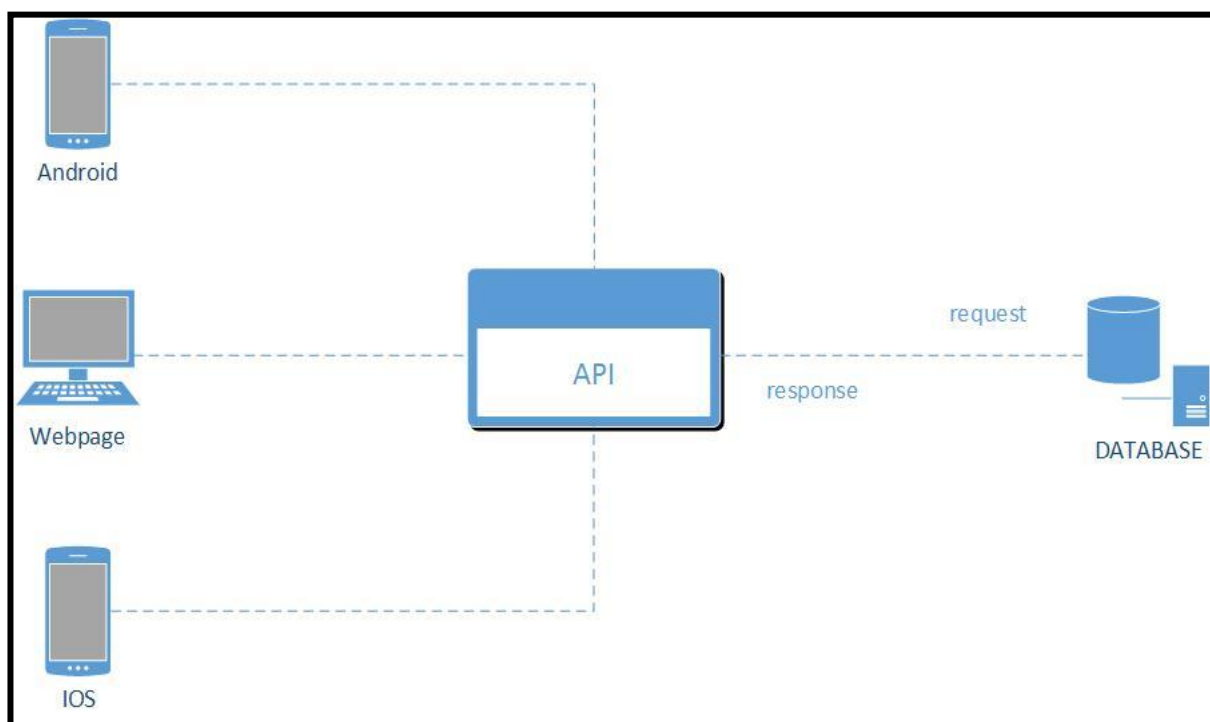 Android
Webpage
IOS
API
request
response
DATABASE